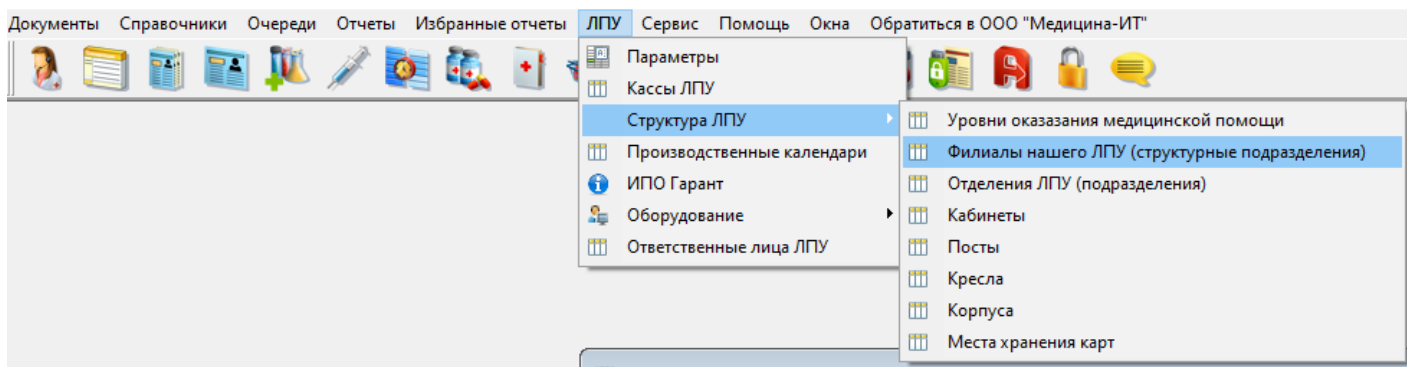 Документы Справочники Очереди Отчеты Избранные отчеты ЛПУ Сервис Помощь Окна Обратиться в ООО "Медицина-ИТ"
Параметры
Кассы ЛПУ
Структура ЛПУ
Производственные календари
ИПО Гарант
Оборудование
Ответственные лица ЛПУ
Уровни оказазания медицинской помощи
Филиалы нашего ЛПУ (структурные подразделения)
Отделения ЛПУ (подразделения)
Кабинеты
Посты
Кресла
Корпуса
Места хранения карт